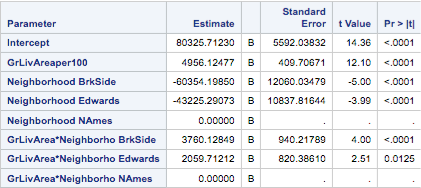 Parameter Estimate Standard Error t Value Pr > |t|
Intercept 80325.71230 B 5592.03832 14.36 <.0001
GrLivAreaper100 4956.12477 B 409.70671 12.10 <.0001
Neighborhood BrkSide -60354.19850 B 12060.03479 -5.00 <.0001
Neighborhood Edwards -43225.29073 B 10837.81644 -3.99 <.0001
Neighborhood NAmes 0.00000 B . . .
GrLivArea*Neighborho BrkSide 3760.12849 B 940.21789 4.00 <.0001
GrLivArea*Neighborho Edwards 2059.71212 B 820.38610 2.51 0.0125
GrLivArea*Neighborho NAmes 0.00000 B . . .